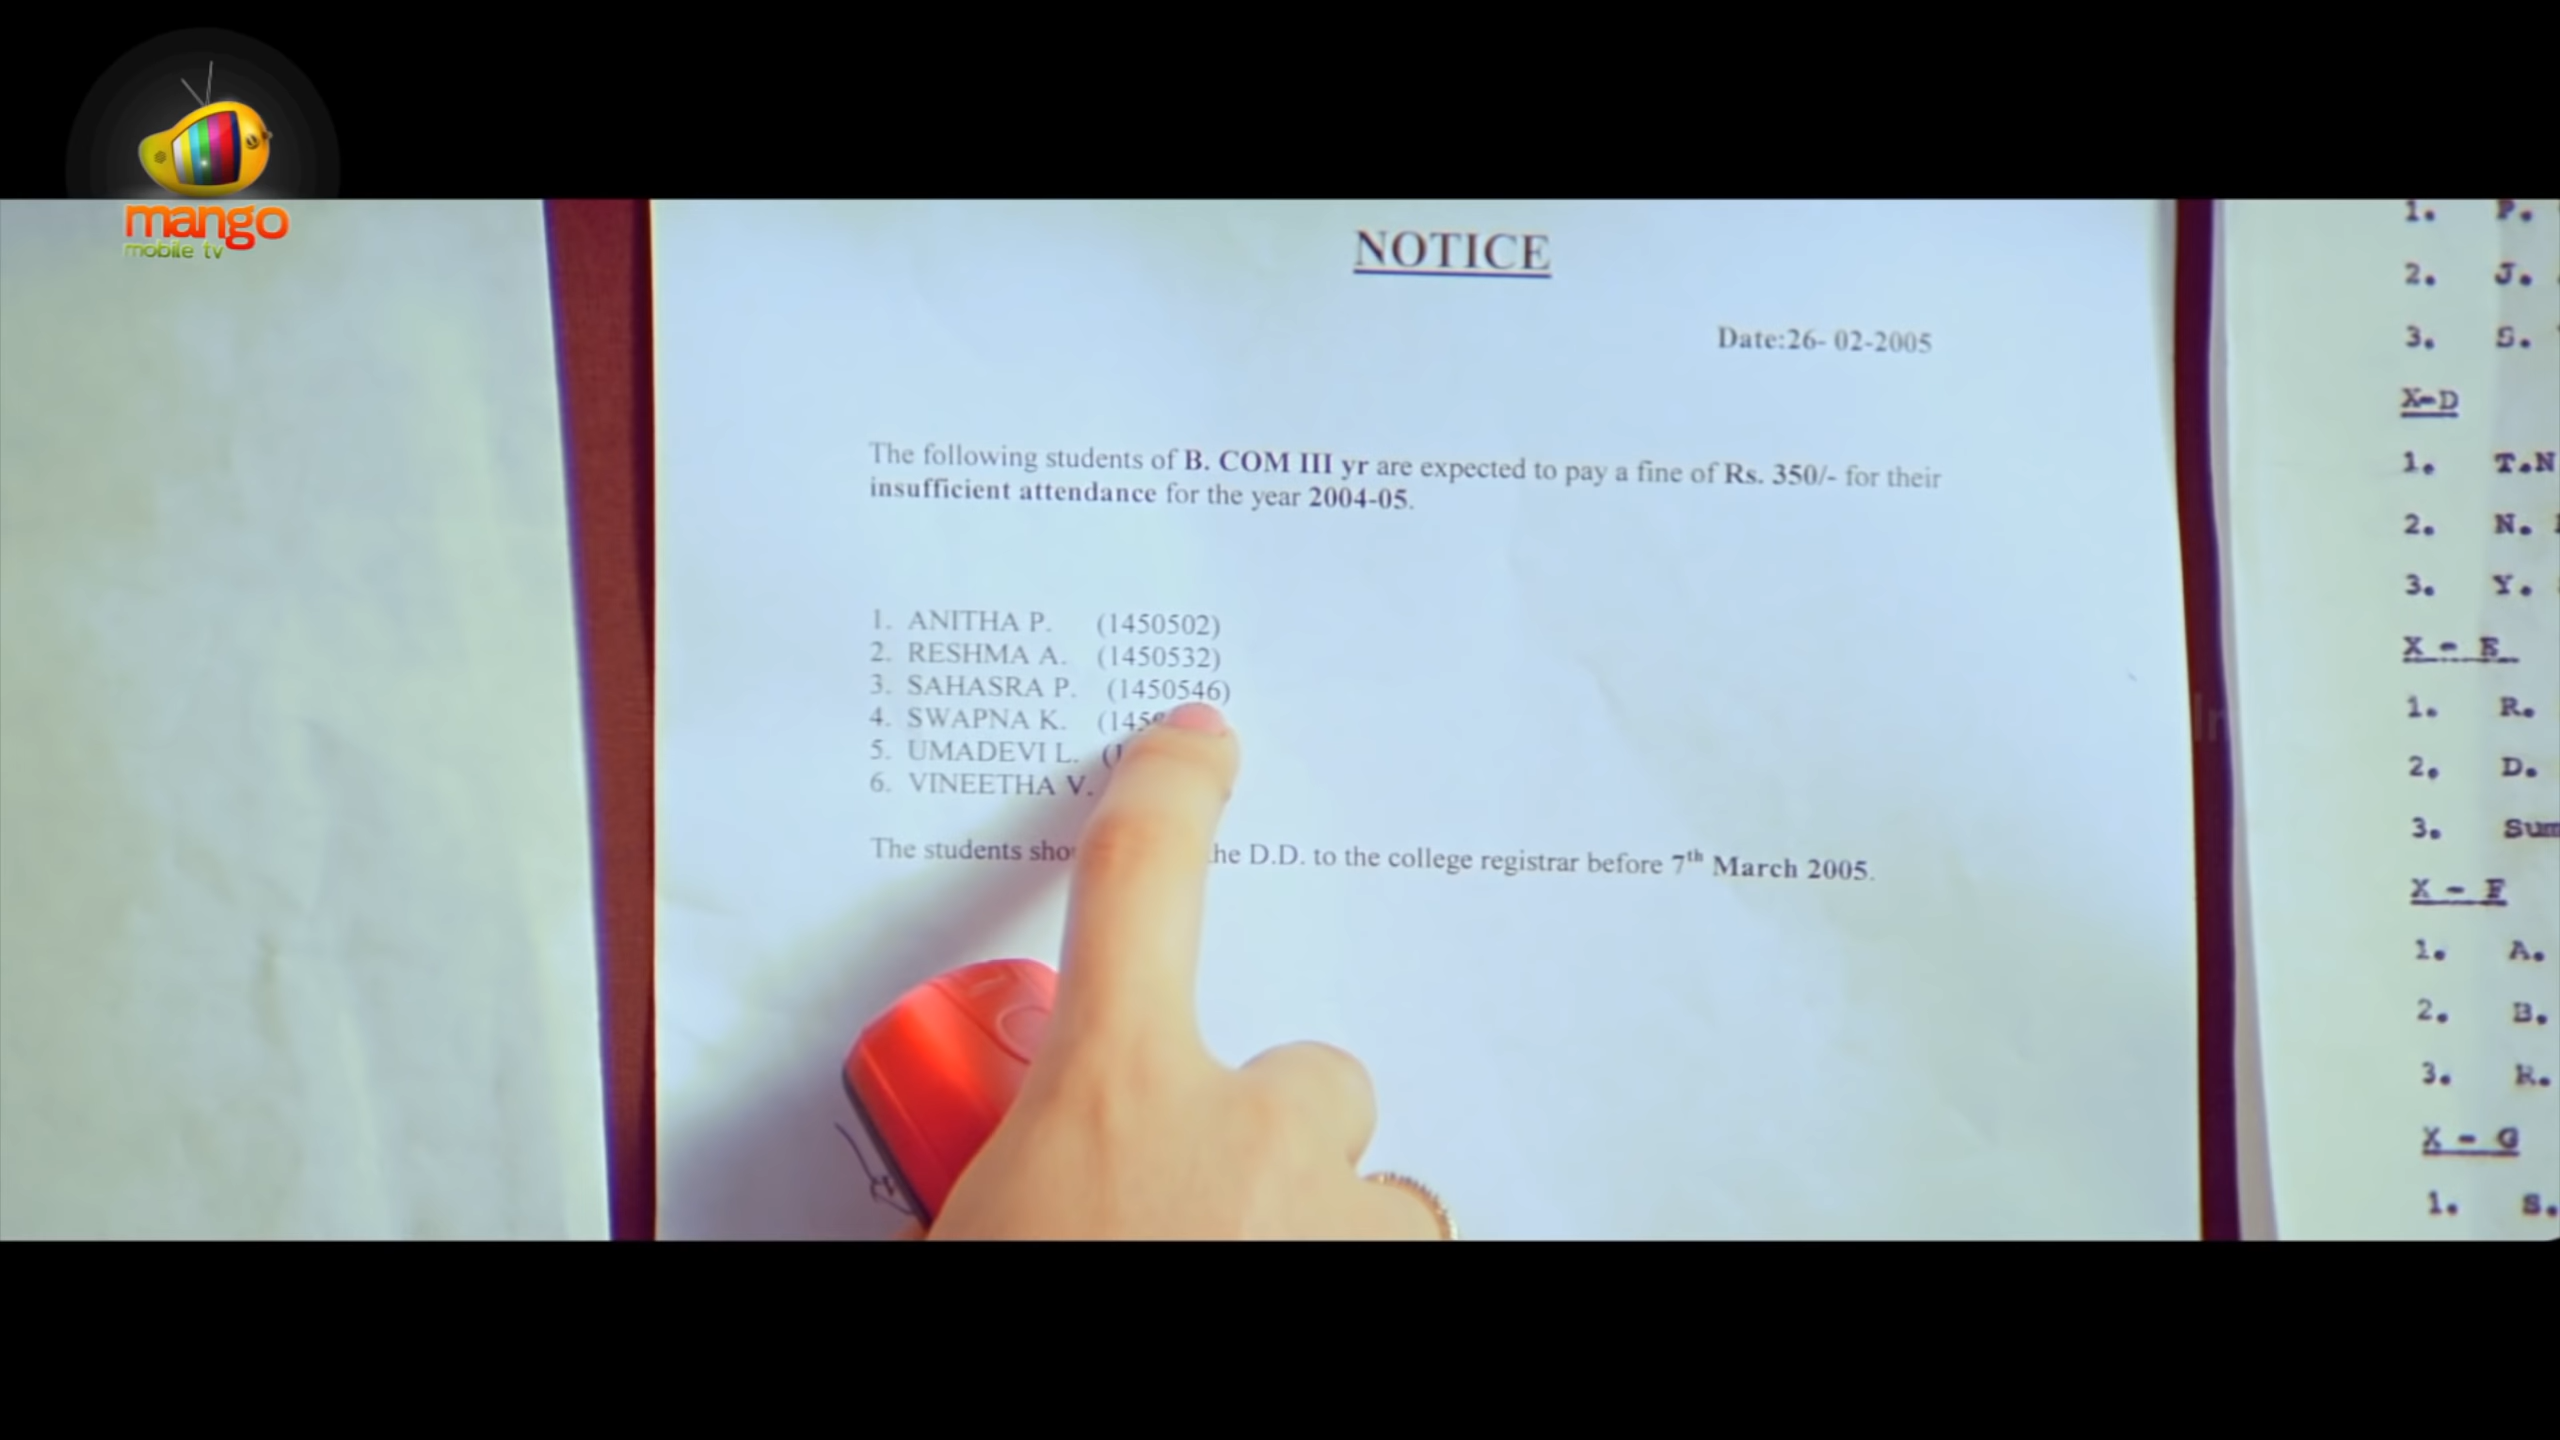 mango
mobile tv
NOTICE
Date:26- 02-2005
The following students of B. COM III yr are expected to pay a fine of Rs. 350/- for their
insufficient attendance for the year 2004-05.
1. ANITHA P. (1450502)
2. RESHMA A. (1450532)
3. SAHASRA P. (1450546)
4. SWAPNA K.
5. UMADEVI L.
6. VINEETHA V.
The students D.D. to the college registrar before 7th March 2005.
1. P.
2. J.
3. S.
X-D
1. T.N
2. N.
3. Y.
X - E
1. R.
2. D.
3.
X - F
1. A.
2. B.
3. R.
X - G
1. S.